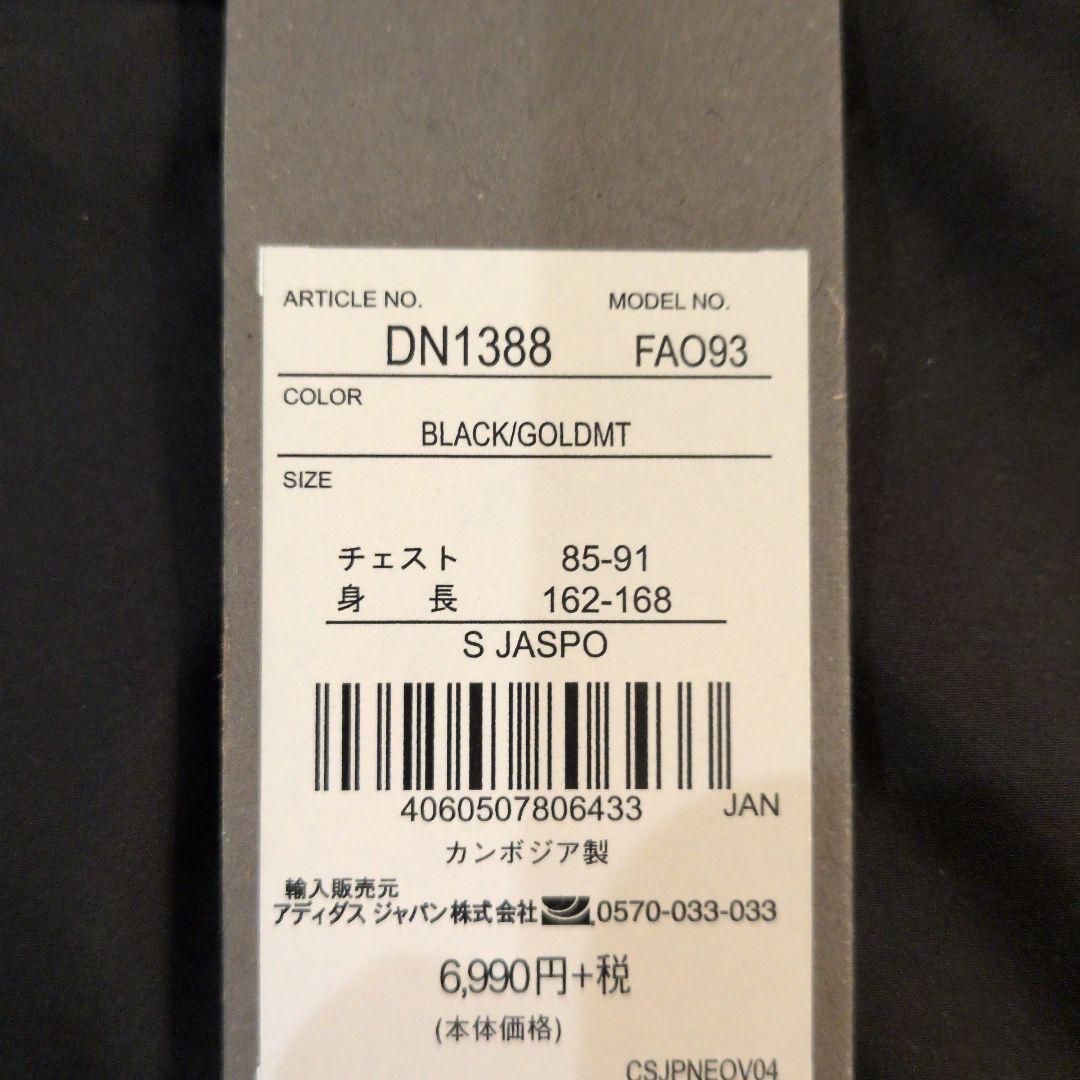 ARTICLE NO. MODEL NO.
DN1388 FAO93
COLOR
BLACK/GOLDMT
SIZE
チェスト 85-91
身長 162-168
S JASPO
4060507806433 JAN
カンボジア製
輸入販売元
アディダス ジャパン株式会社 0570-033-033
6,990円+税
(本体価格)
CSJPNEOV04